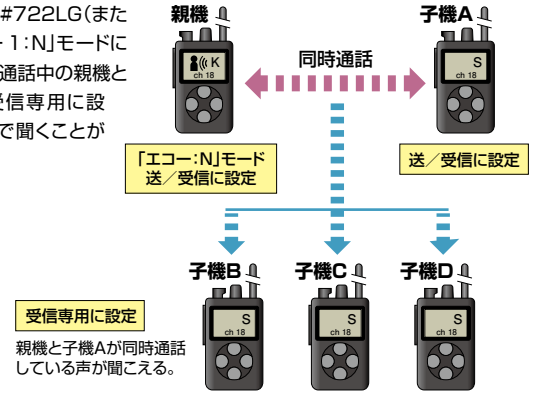 #722LG(また
ー1:N」モードに
通話中の親機と
受信専用に設
で聞くことが
親機
子機A
K
ch 18
同時通話
S
ch 18
「エコー:N」モード
送／受信に設定
送／受信に設定
子機B
子機C
子機D
S
ch 18
S
ch 18
S
ch 18
受信専用に設定
親機と子機Aが同時通話
している声が聞こえる。